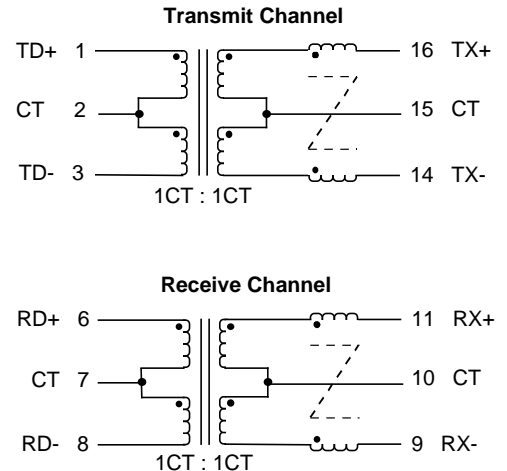 Transmit Channel
TD+ 1 16 TX+
CT 2 15 CT
TD- 3 14 TX-
1CT : 1CT
Receive Channel
RD+ 6 11 RX+
CT 7 10 CT
RD- 8 9 RX-
1CT : 1CT